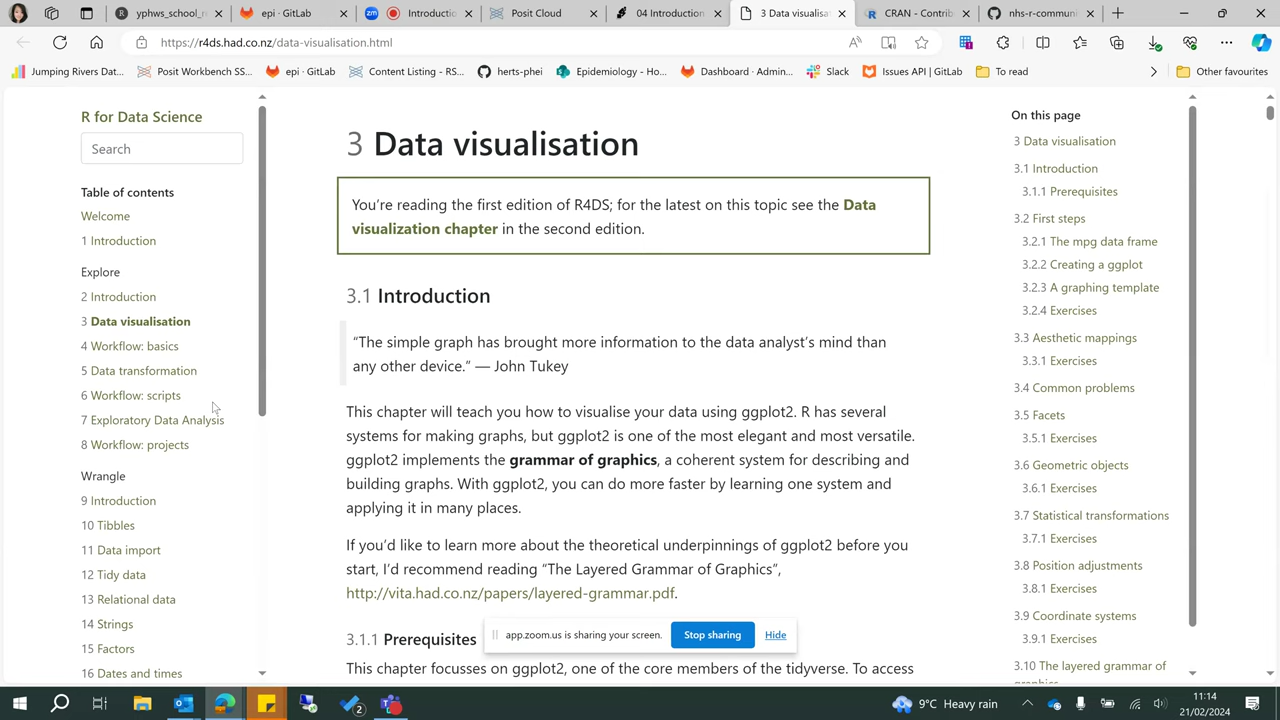 yphws_school_r
epi · GitLab
Introductic
Posit Cloud
04 Introduction
3 Data visualisat
CRAN - Contrib
nhs-r-communi
https://r4ds.had.co.nz/data-visualisation.html
Jumping Rivers Dat...
Posit Workbench SS...
epi · GitLab
Content Listing - RS...
herts-phei
Epidemiology - Ho...
Dashboard · Admin...
Slack
Issues API | GitLab
To read
Other favourites
R for Data Science
Search
Table of contents
Welcome
1 Introduction
Explore
2 Introduction
3 Data visualisation
4 Workflow: basics
5 Data transformation
6 Workflow: scripts
7 Exploratory Data Analysis
8 Workflow: projects
Wrangle
9 Introduction
10 Tibbles
11 Data import
12 Tidy data
13 Relational data
14 Strings
15 Factors
16 Dates and times
3 Data visualisation
You're reading the first edition of R4DS; for the latest on this topic see the Data
visualization chapter in the second edition.
3.1 Introduction
“The simple graph has brought more information to the data analyst's mind than
any other device.” — John Tukey
This chapter will teach you how to visualise your data using ggplot2. R has several
systems for making graphs, but ggplot2 is one of the most elegant and most versatile.
ggplot2 implements the grammar of graphics, a coherent system for describing and
building graphs. With ggplot2, you can do more faster by learning one system and
applying it in many places.
If you'd like to learn more about the theoretical underpinnings of ggplot2 before you
start, I'd recommend reading “The Layered Grammar of Graphics”,
http://vita.had.co.nz/papers/layered-grammar.pdf.
3.1.1 Prerequisites
This chapter focusses on ggplot2, one of the core members of the tidyverse. To access
app.zoom.us is sharing your screen.
Stop sharing
Hide
On this page
3 Data visualisation
3.1 Introduction
3.1.1 Prerequisites
3.2 First steps
3.2.1 The mpg data frame
3.2.2 Creating a ggplot
3.2.3 A graphing template
3.2.4 Exercises
3.3 Aesthetic mappings
3.3.1 Exercises
3.4 Common problems
3.5 Facets
3.5.1 Exercises
3.6 Geometric objects
3.6.1 Exercises
3.7 Statistical transformations
3.7.1 Exercises
3.8 Position adjustments
3.8.1 Exercises
3.9 Coordinate systems
3.9.1 Exercises
3.10 The layered grammar of
9°C Heavy rain
11:14
21/02/2024